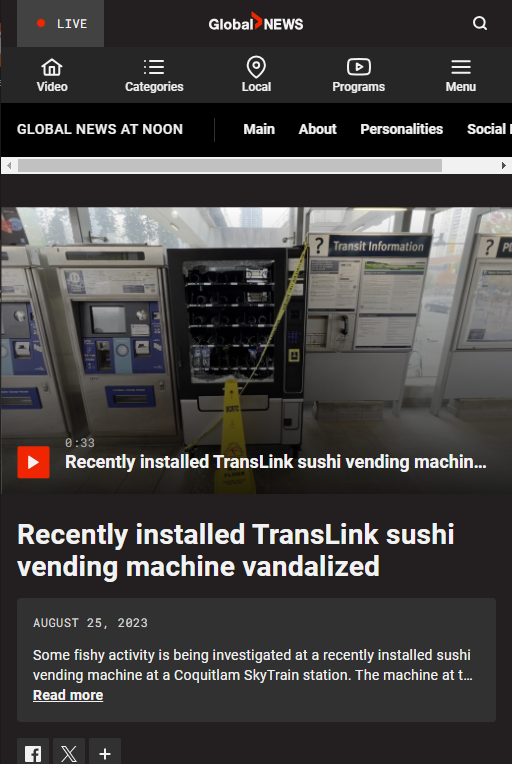 LIVE
Global NEWS
Video
Categories
Local
Programs
Menu
GLOBAL NEWS AT NOON
Main
About
Personalities
Social
? Transit Information
?
0:33
Recently installed TransLink sushi vending machin...
Recently installed TransLink sushi
vending machine vandalized
AUGUST 25, 2023
Some fishy activity is being investigated at a recently installed sushi
vending machine at a Coquitlam SkyTrain station. The machine at t...
Read more